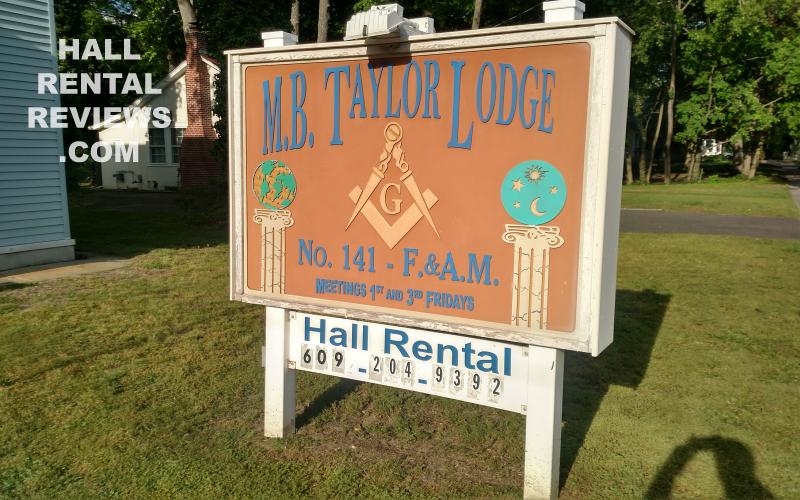 HALL
RENTAL
REVIEWS
.COM
M.B. TAYLOR LODGE
G
No. 141 - F.&A.M.
MEETINGS 1ST AND 3RD FRIDAYS
Hall Rental
609-204-9392